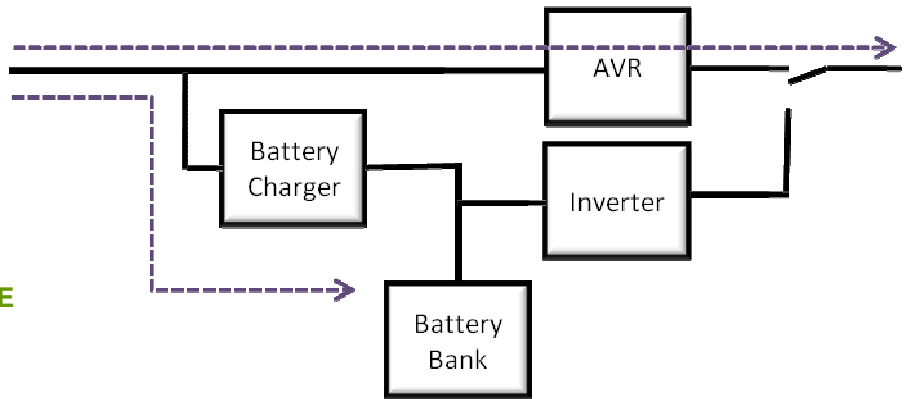 AVR
Battery
Charger
Inverter
E
Battery
Bank